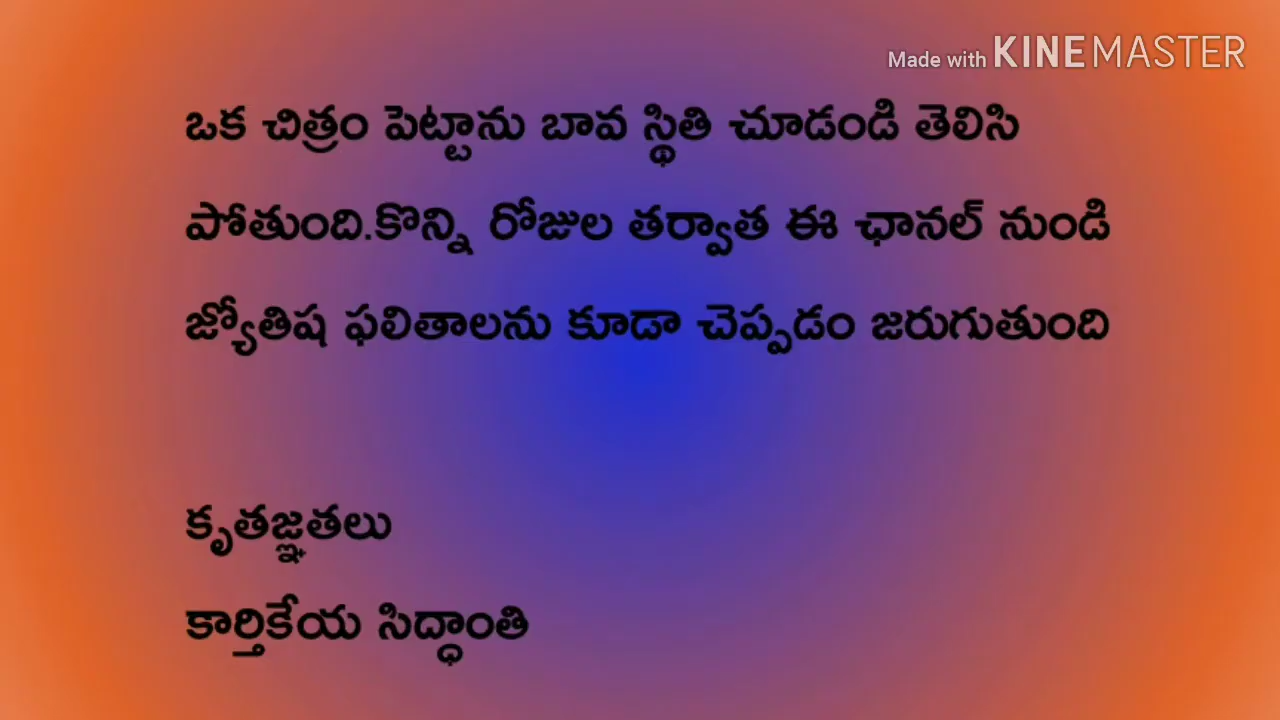 Made with KINEMASTER
ఒక చిత్రం పెట్టాను బావ స్థితి చూడండి తెలిసి
పోతుంది.కొన్ని రోజుల తర్వాత ఈ ఛానల్ నుండి
జ్యోతిష ఫలితాలను కూడా చెప్పడం జరుగుతుంది
కృతజ్ఞతలు
కార్తికేయ సిద్ధాంతి